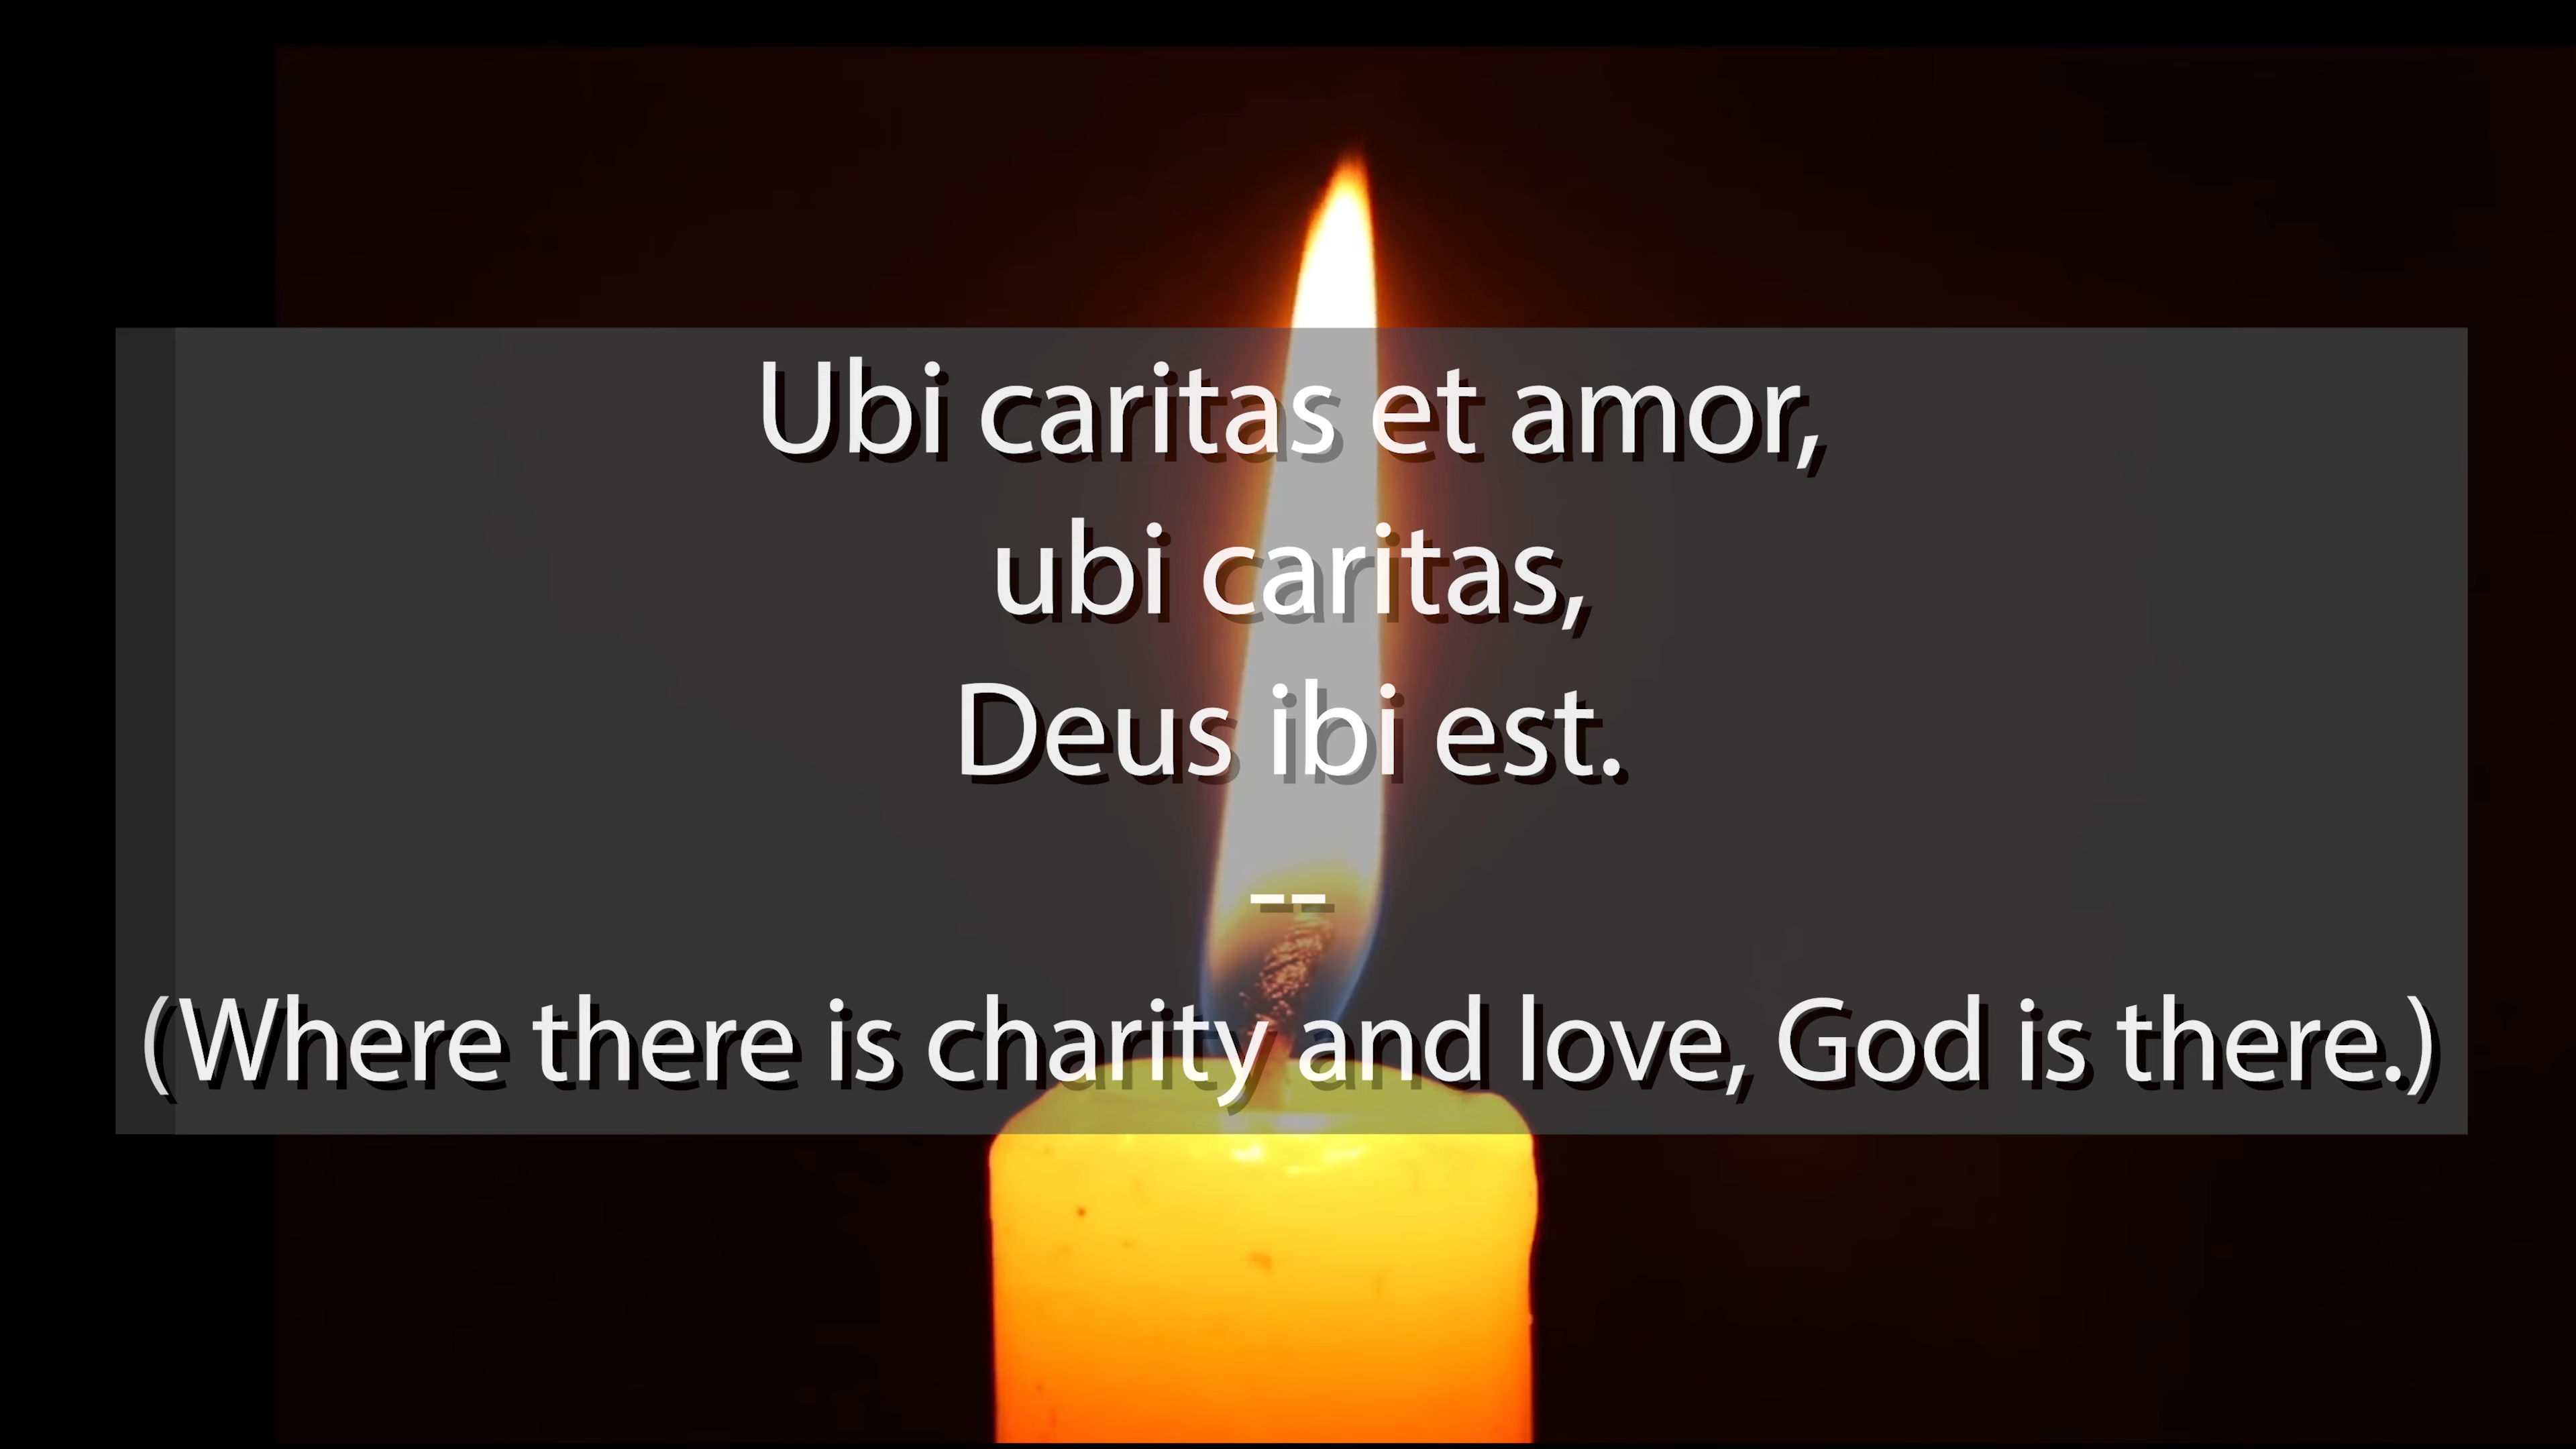 Ubi caritas et amor,
ubi caritas,
Deus ibi est.
--
(Where there is charity and love, God is there.)